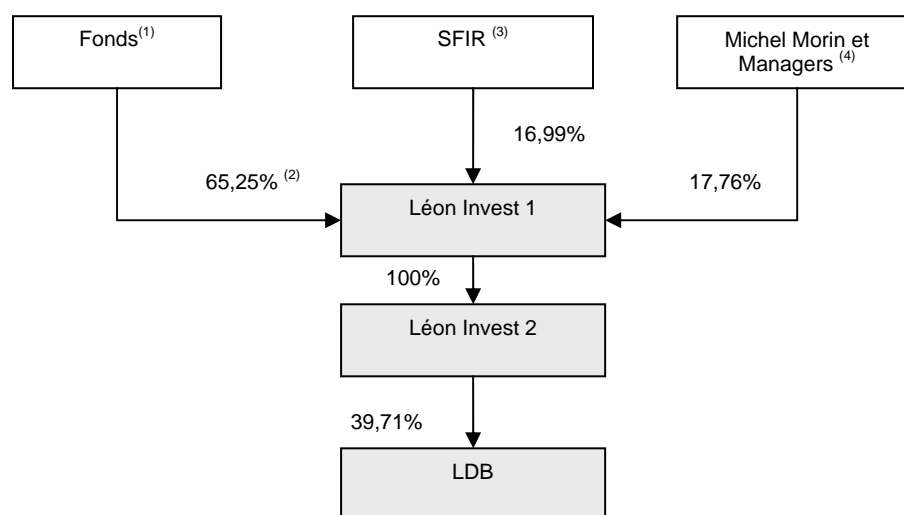 Fonds(1)
SFIR (3)
Michel Morin et
Managers (4)
16,99%
65,25% (2)
17,76%
Léon Invest 1
100%
Léon Invest 2
39,71%
LDB